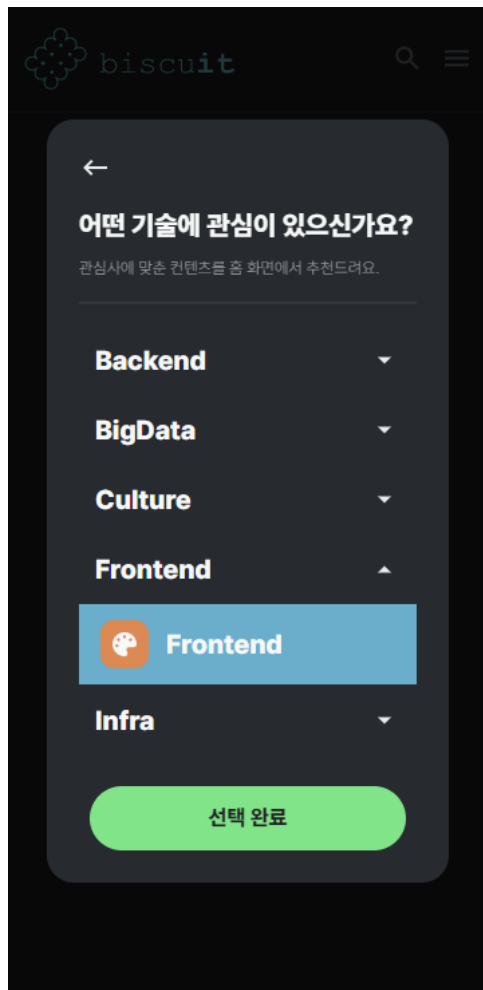 biscuit
어떤 기술에 관심이 있으신가요?
관심사에 맞춘 컨텐츠를 홈 화면에서 추천드려요.
Backend
BigData
Culture
Frontend
Frontend
Infra
선택 완료